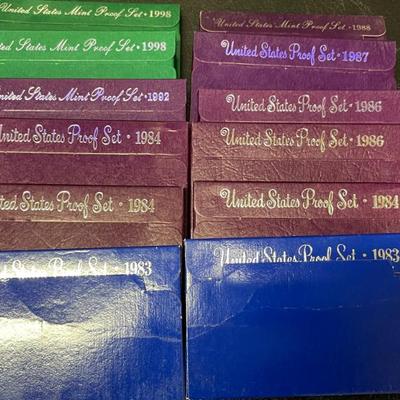 United States Mint Proof Set • 1998
United States Mint Proof Set • 1998
United States Mint Proof Set • 1992
United States Proof Set • 1984
United States Proof Set • 1984
United States Proof Set • 1983
United States Mint Proof Set • 1988
United States Proof Set • 1987
United States Proof Set • 1986
United States Proof Set • 1986
United States Proof Set • 1984
United States Proof Set • 1983